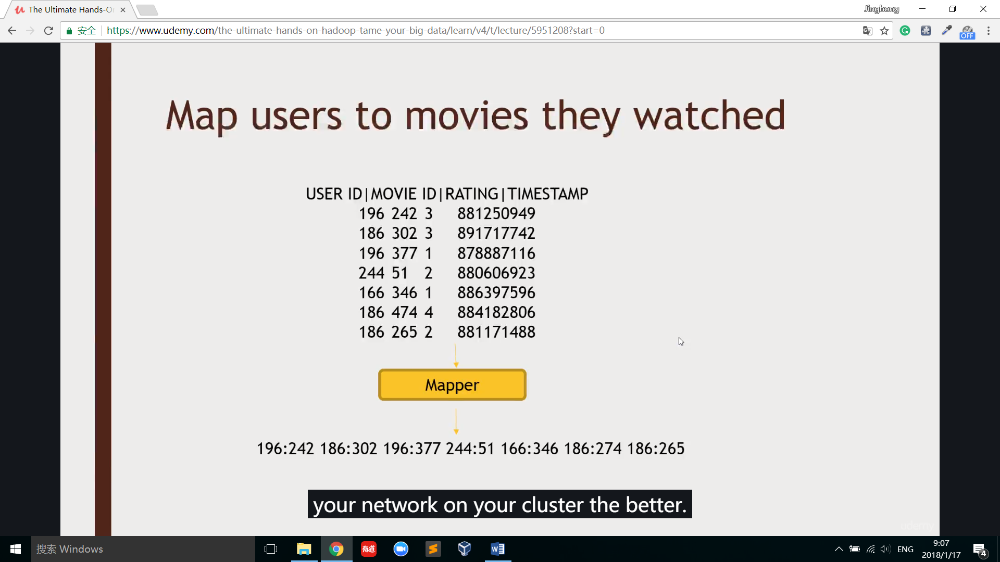 The Ultimate Hands-O
Jinghong
安全
https://www.udemy.com/the-ultimate-hands-on-hadoop-tame-your-big-data/learn/v4/t/lecture/5951208?start=0
OFF
Map users to movies they watched
USER ID|MOVIE ID|RATING|TIMESTAMP
196 242 3 881250949
186 302 3 891717742
196 377 1 878887116
244 51 2 880606923
166 346 1 886397596
186 474 4 884182806
186 265 2 881171488
Mapper
196:242 186:302 196:377 244:51 166:346 186:274 186:265
your network on your cluster the better.
udemy
搜索 Windows
有道
ENG
9:07
2018/1/17
4